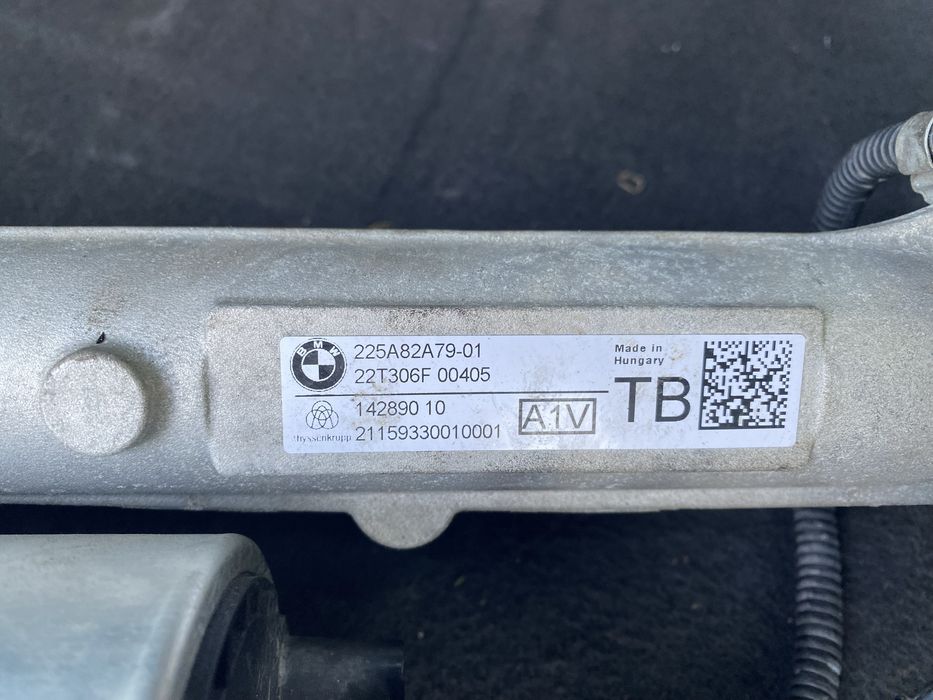 BMW
225A82A79-01
22T306F 00405
Made in
Hungary
TB
thyssenkrupp
142890 10
21159330010001
A1V